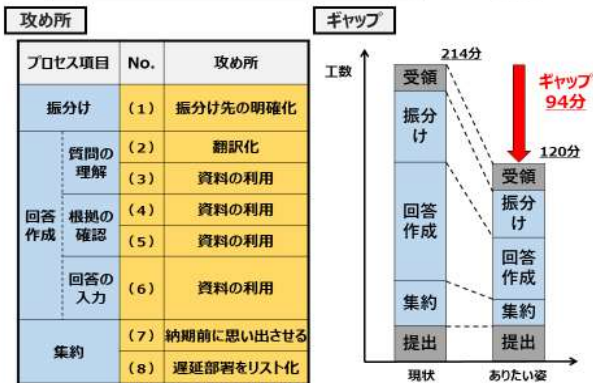 攻め所
プロセス項目 No. 攻め所
振分け (1) 振分け先の明確化
回答
作成
質問の
理解
(2) 翻訳化
(3) 資料の利用
根拠の
確認
(4) 資料の利用
(5) 資料の利用
回答の
入力
(6) 資料の利用
集約
(7) 納期前に思い出させる
(8) 遅延部署をリスト化
ギャップ
工数
214分
受領
振分
け
回答
作成
集約
提出
現状
ギャップ
94分
120分
受領
振分
け
回答
作成
集約
提出
ありたい姿